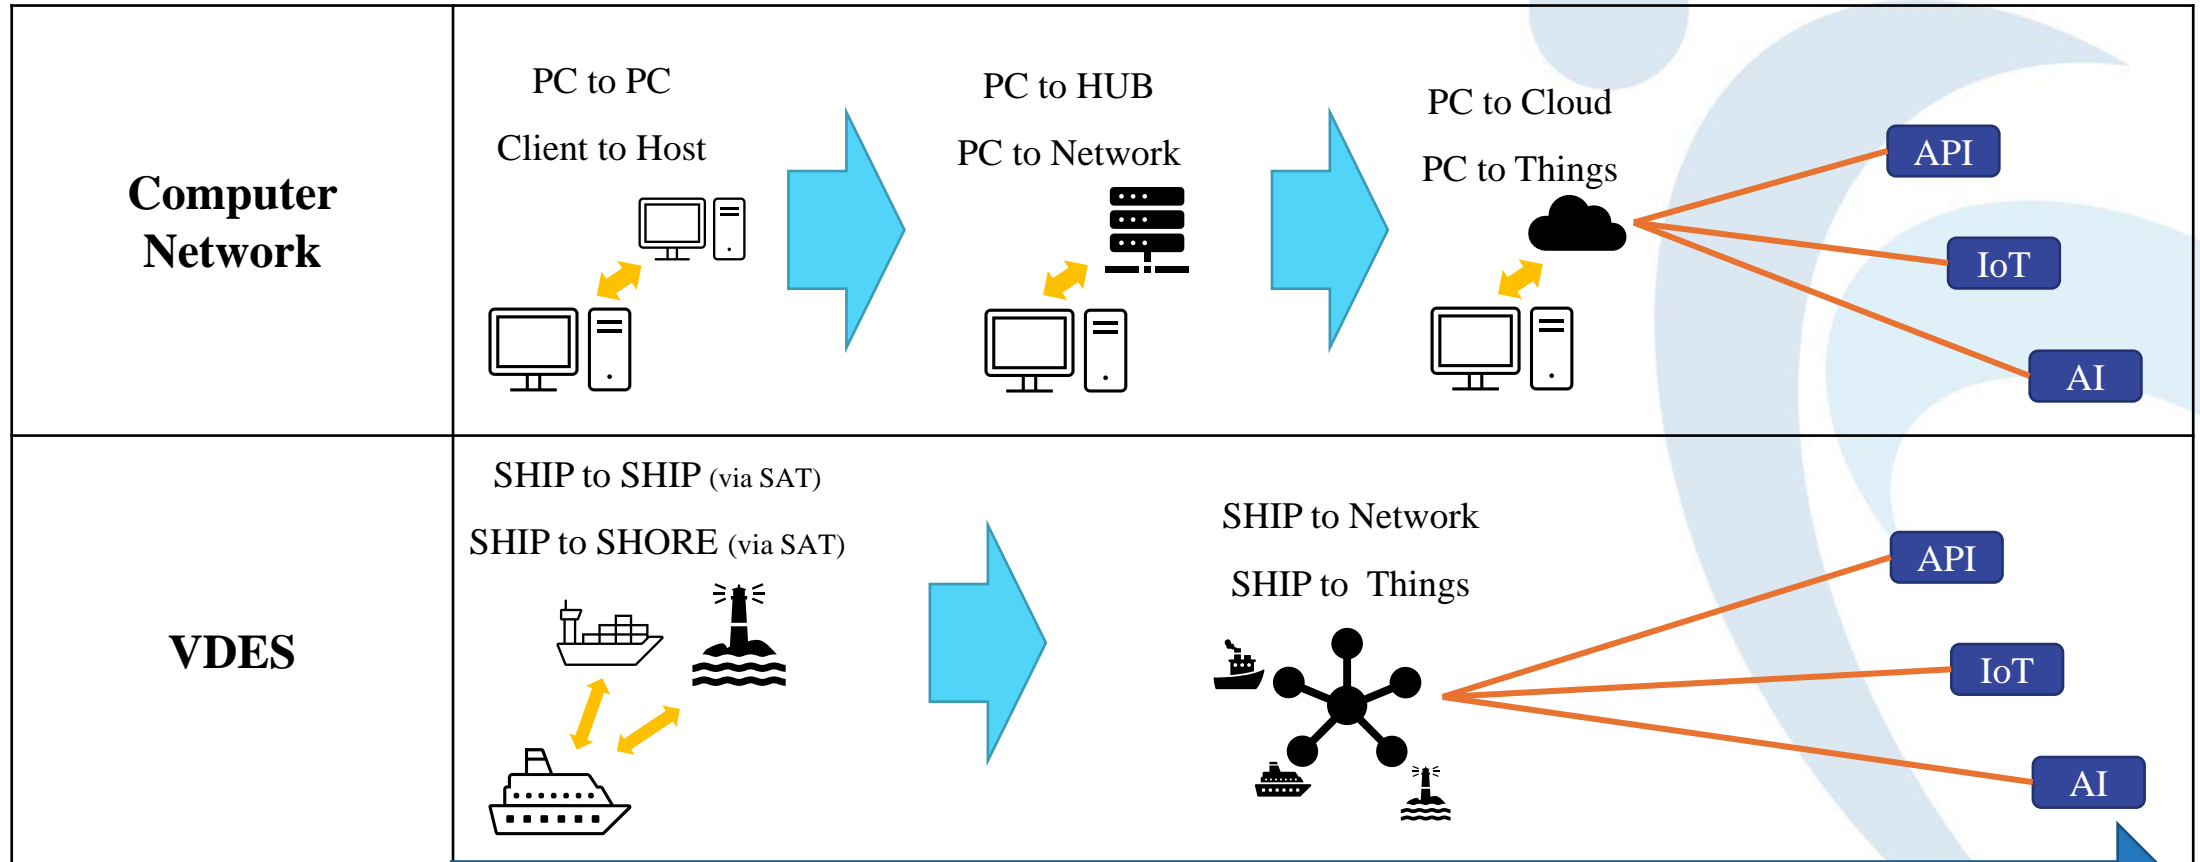 Computer
Network
PC to PC
Client to Host
PC to HUB
PC to Network
PC to Cloud
PC to Things
API
IoT
AI
VDES
SHIP to SHIP (via SAT)
SHIP to SHORE (via SAT)
SHIP to Network
SHIP to Things
API
IoT
AI